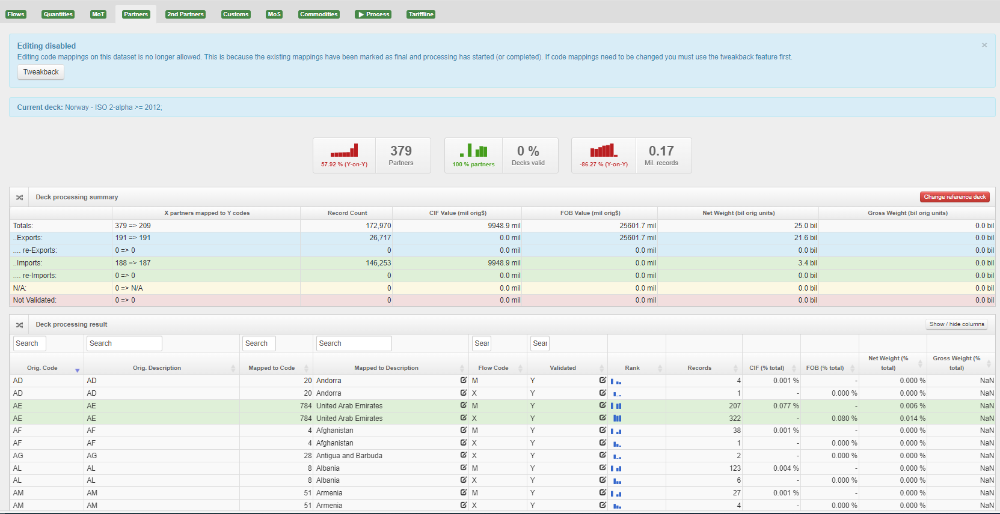 Flows Quantities MoT Partners 2nd Partners Customs MoS Commodities Process Tariffline
Editing disabled ×
Editing code mappings on this dataset is no longer allowed. This is because the existing mappings have been marked as final and processing has started (or completed). If code mappings need to be changed you must use the tweakback feature first.
Tweakback
Current deck: Norway - ISO 2-alpha >= 2012;
379 0 % 0.17
57.92 % (Y-on-Y) Partners 100 % partners Decks valid -86.27 % (Y-on-Y) Mil. records
Deck processing summary Change reference deck
X partners mapped to Y codes Record Count CIF Value (mil orig$) FOB Value (mil orig$) Net Weight (bil orig units) Gross Weight (bil orig units)
Totals: 379 => 209 172,970 9948.9 mil 25601.7 mil 25.0 bil 0.0 bil
..Exports: 191 => 191 26,717 0.0 mil 25601.7 mil 21.6 bil 0.0 bil
.... re-Exports: 0 => 0 0 0.0 mil 0.0 mil 0.0 bil 0.0 bil
..Imports: 188 => 187 146,253 9948.9 mil 0.0 mil 3.4 bil 0.0 bil
.... re-Imports: 0 => 0 0 0.0 mil 0.0 mil 0.0 bil 0.0 bil
N/A: 0 => N/A 0 0.0 mil 0.0 mil 0.0 bil 0.0 bil
Not Validated: 0 => 0 0 0.0 mil 0.0 mil 0.0 bil 0.0 bil
Deck processing result Show / hide columns
Search Search Search Search Sear Sear
Orig. Code Orig. Description Mapped to Code Mapped to Description Flow Code Validated Rank Records CIF (% total) FOB (% total) Net Weight (% total) Gross Weight (% total)
AD AD 20 Andorra M Y 4 0.001 % - 0.000 % NaN
AD AD 20 Andorra X Y 1 - 0.000 % 0.000 % NaN
AE AE 784 United Arab Emirates M Y 207 0.077 % - 0.006 % NaN
AE AE 784 United Arab Emirates X Y 322 - 0.080 % 0.014 % NaN
AF AF 4 Afghanistan M Y 38 0.001 % - 0.000 % NaN
AF AF 4 Afghanistan X Y 1 - 0.000 % 0.000 % NaN
AG AG 28 Antigua and Barbuda X Y 2 - 0.000 % 0.000 % NaN
AL AL 8 Albania M Y 123 0.004 % - 0.000 % NaN
AL AL 8 Albania X Y 6 - 0.000 % 0.000 % NaN
AM AM 51 Armenia M Y 27 0.001 % - 0.000 % NaN
AM AM 51 Armenia X Y 4 - 0.000 % 0.000 % NaN